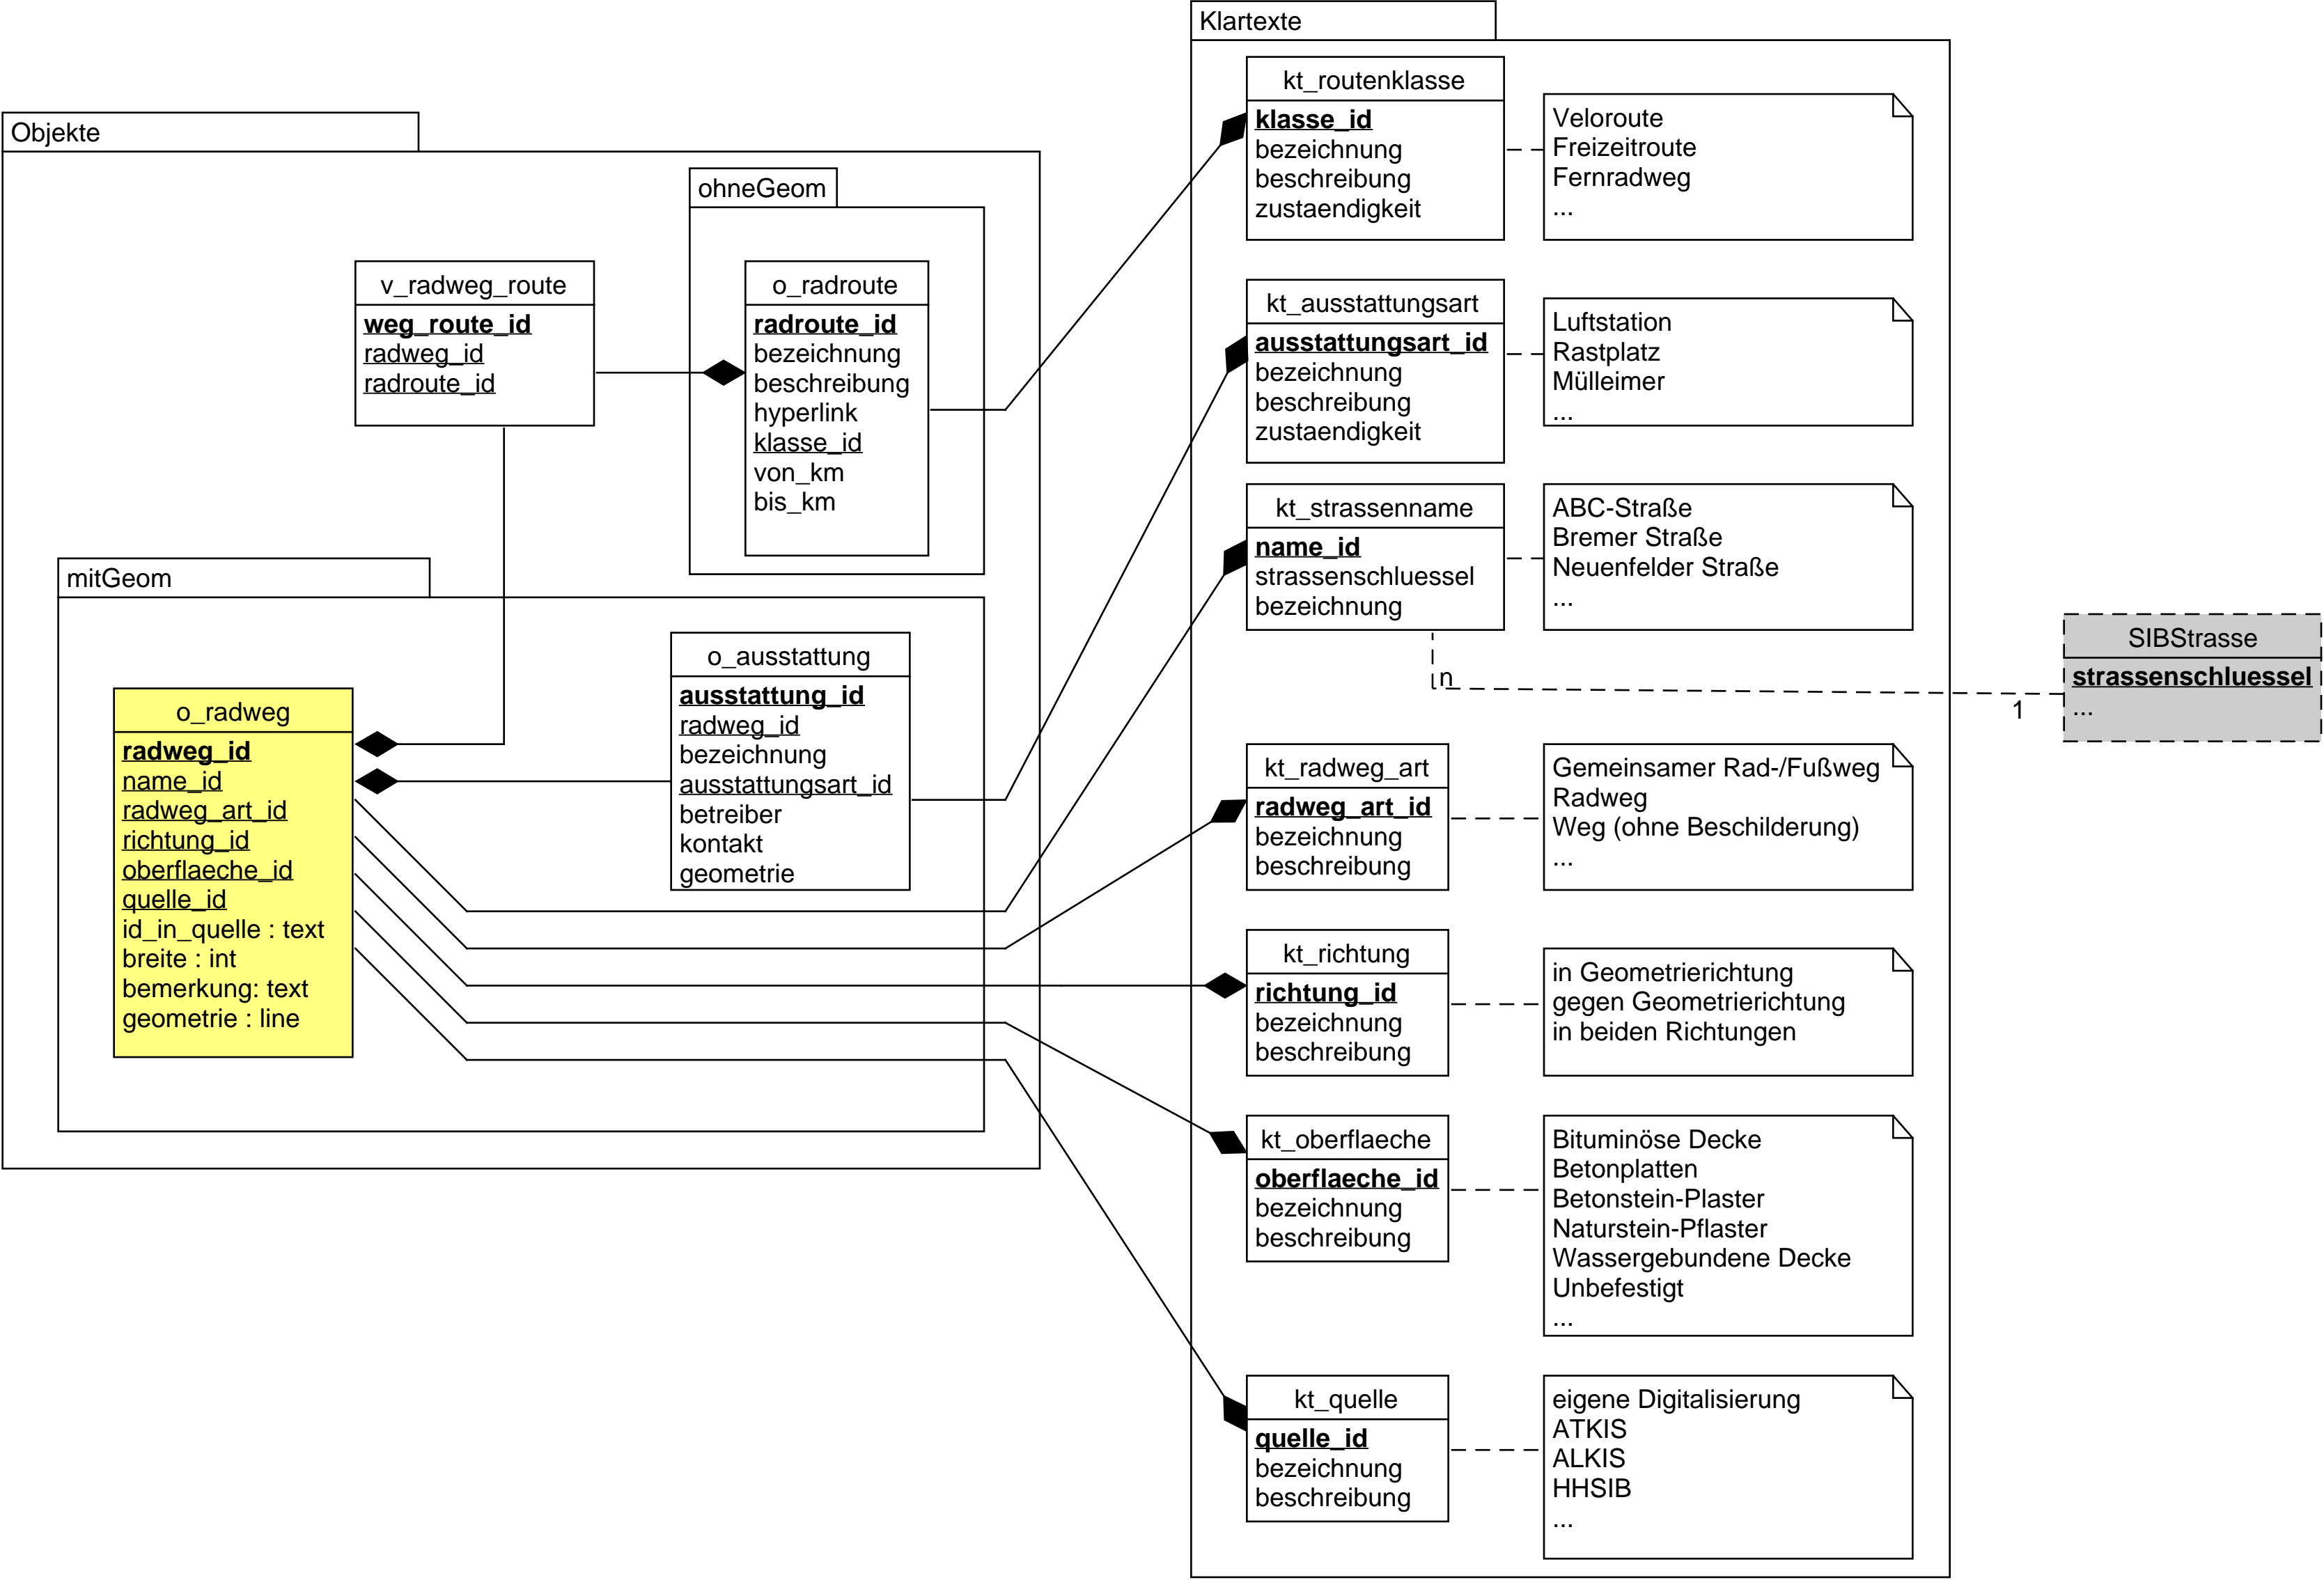 Objekte
ohneGeom
v_radweg_route
weg_route_id
radweg_id
radroute_id
o_radroute
radroute_id
bezeichnung
beschreibung
hyperlink
klasse_id
von_km
bis_km
mitGeom
o_radweg
radweg_id
name_id
radweg_art_id
richtung_id
oberflaeche_id
quelle_id
id_in_quelle : text
breite : int
bemerkung: text
geometrie : line
o_ausstattung
ausstattung_id
radweg_id
bezeichnung
ausstattungsart_id
betreiber
kontakt
geometrie
Klartexte
kt_routenklasse
klasse_id
bezeichnung
beschreibung
zustaendigkeit
Veloroute
Freizeitroute
Fernradweg
...
kt_ausstattungsart
ausstattungsart_id
bezeichnung
beschreibung
zustaendigkeit
Luftstation
Rastplatz
Mülleimer
...
kt_strassenname
name_id
strassenschluessel
bezeichnung
ABC-Straße
Bremer Straße
Neuenfelder Straße
...
n
1
SIBStrasse
strassenschluessel
...
kt_radweg_art
radweg_art_id
bezeichnung
beschreibung
Gemeinsamer Rad-/Fußweg
Radweg
Weg (ohne Beschilderung)
...
kt_richtung
richtung_id
bezeichnung
beschreibung
in Geometrierichtung
gegen Geometrierichtung
in beiden Richtungen
kt_oberflaeche
oberflaeche_id
bezeichnung
beschreibung
Bituminöse Decke
Betonplatten
Betonstein-Plaster
Naturstein-Pflaster
Wassergebundene Decke
Unbefestigt
...
kt_quelle
quelle_id
bezeichnung
beschreibung
eigene Digitalisierung
ATKIS
ALKIS
HHSIB
...